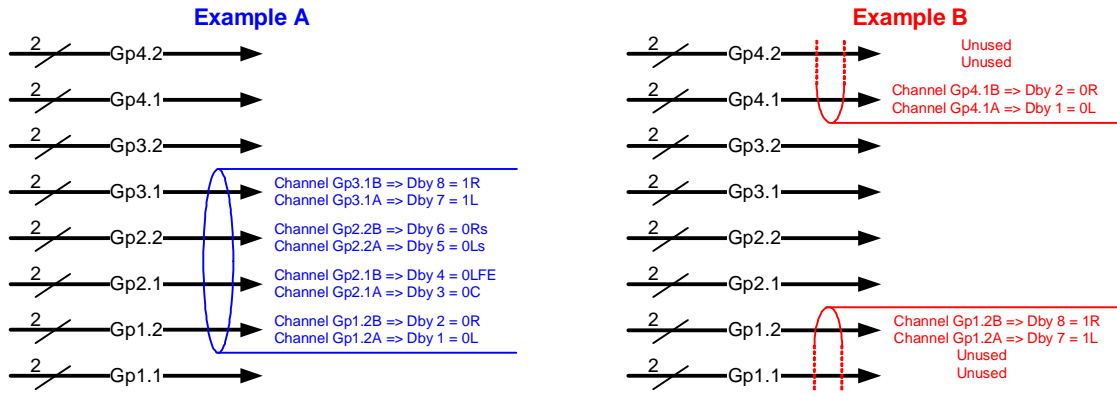 Example A
2 Gp4.2
2 Gp4.1
2 Gp3.2
2 Gp3.1
Channel Gp3.1B => Dby 8 = 1R
Channel Gp3.1A => Dby 7 = 1L
2 Gp2.2
Channel Gp2.2B => Dby 6 = 0Rs
Channel Gp2.2A => Dby 5 = 0Ls
2 Gp2.1
Channel Gp2.1B => Dby 4 = 0LFE
Channel Gp2.1A => Dby 3 = 0C
2 Gp1.2
Channel Gp1.2B => Dby 2 = 0R
Channel Gp1.2A => Dby 1 = 0L
2 Gp1.1
Example B
2 Gp4.2
Unused
Unused
2 Gp4.1
Channel Gp4.1B => Dby 2 = 0R
Channel Gp4.1A => Dby 1 = 0L
2 Gp3.2
2 Gp3.1
2 Gp2.2
2 Gp2.1
2 Gp1.2
Channel Gp1.2B => Dby 8 = 1R
Channel Gp1.2A => Dby 7 = 1L
2 Gp1.1
Unused
Unused